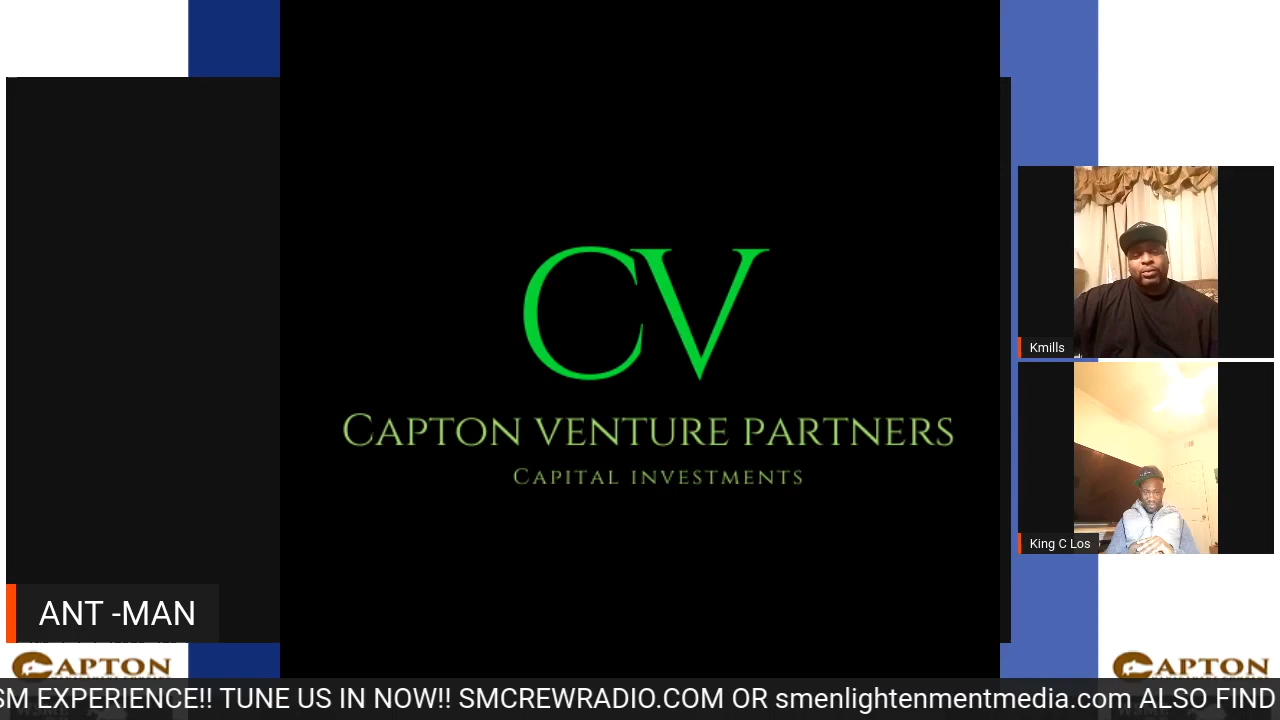 CV
CAPTON VENTURE PARTNERS
CAPITAL INVESTMENTS
Kmills
King C Los
ANT -MAN
CAPTON
CAPTON
SM EXPERIENCE!! TUNE US IN NOW!! SMCREWRADIO.COM OR smenlightenmentmedia.com ALSO FIND